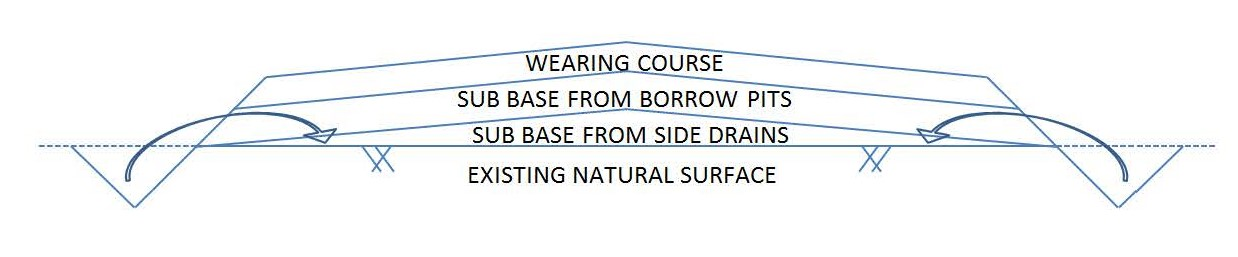 WEARING COURSE
SUB BASE FROM BORROW PITS
SUB BASE FROM SIDE DRAINS
EXISTING NATURAL SURFACE